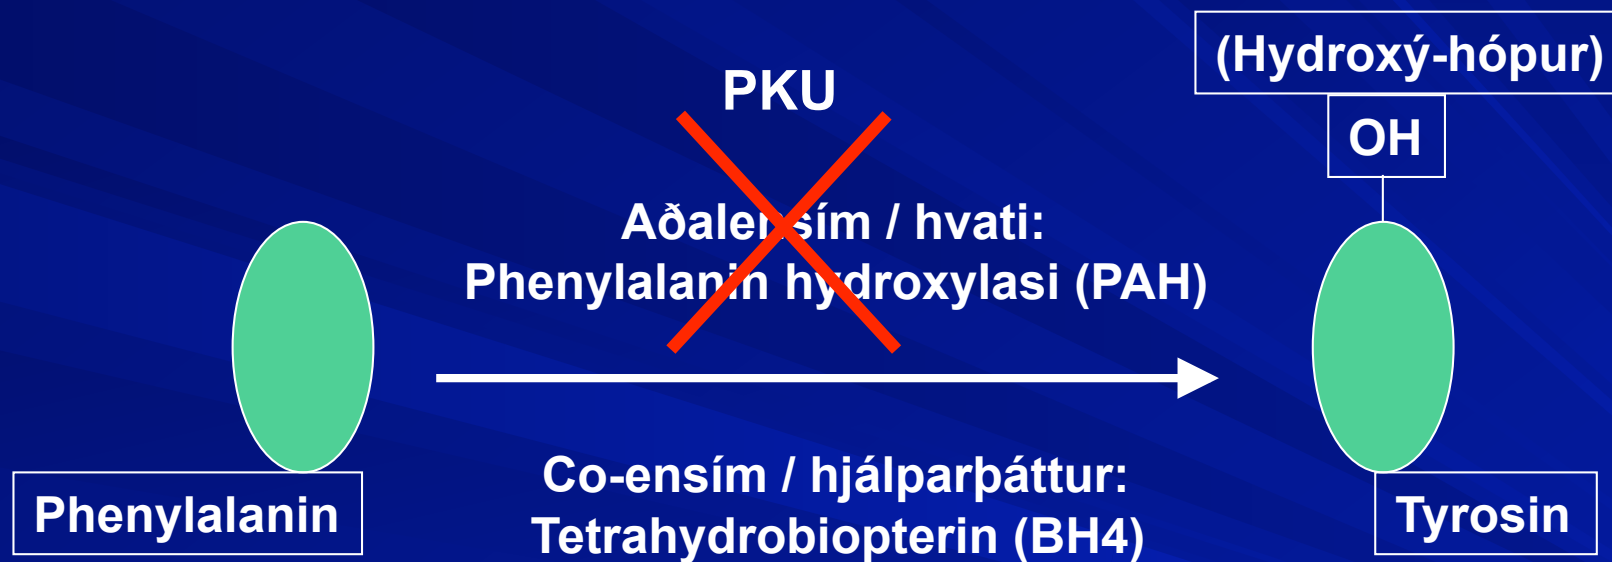 (Hydroxý-hópur)
PKU
OH
Aðalensím / hvati:
Phenylalanin hydroxylasi (PAH)
Co-ensím / hjálparþáttur:
Phenylalanin
Tyrosin
Tetrahydrobiopterin (BH4)